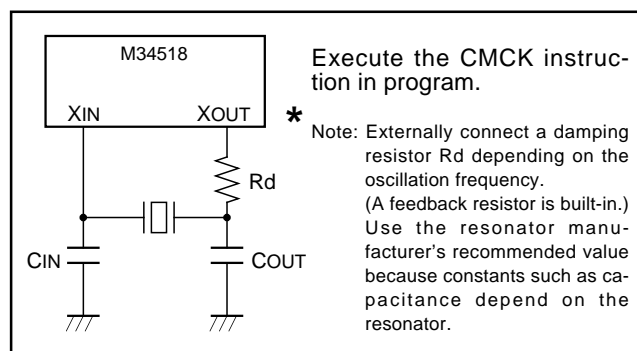 M34518
XIN XOUT
Rd
CIN COUT
*
Execute the CMCK instruc-
tion in program.
Note: Externally connect a damping
resistor Rd depending on the
oscillation frequency.
(A feedback resistor is built-in.)
Use the resonator manu-
facturer's recommended value
because constants such as ca-
pacitance depend on the
resonator.